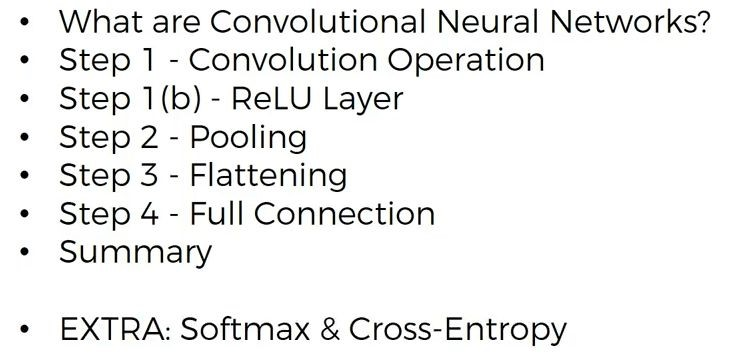 • What are Convolutional Neural Networks?
• Step 1 - Convolution Operation
• Step 1(b) - ReLU Layer
• Step 2 - Pooling
• Step 3 - Flattening
• Step 4 - Full Connection
• Summary
• EXTRA: Softmax & Cross-Entropy